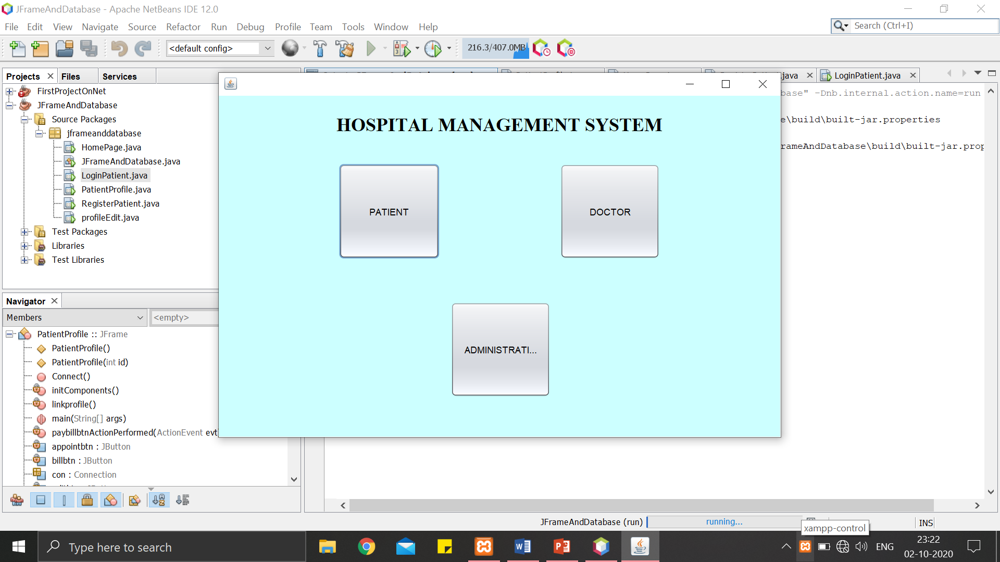 JFrameAndDatabase - Apache NetBeans IDE 12.0
File Edit View Navigate Source Refactor Run Debug Profile Team Tools Window Help
Search (Ctrl+I)
<default config>
216.3/407.0MB
Projects Files Services
java LoginPatient.java
FirstProjectOnNet
JFrameAndDatabase
Source Packages
jframeanddatabase
HomePage.java
JFrameAndDatabase.java
LoginPatient.java
PatientProfile.java
RegisterPatient.java
profileEdit.java
Test Packages
Libraries
Test Libraries
base" -Dnb.internal.action.name=run
e\build\built-jar.properties
rameAndDatabase\build\built-jar.prop
HOSPITAL MANAGEMENT SYSTEM
PATIENT
DOCTOR
ADMINISTRATI...
Navigator
Members
<empty>
PatientProfile :: JFrame
PatientProfile()
PatientProfile(int id)
Connect()
initComponents()
linkprofile()
main(String[] args)
paybillbtnActionPerformed(ActionEvent evt
appointbtn : JButton
billbtn : JButton
con : Connection
JFrameAndDatabase (run)
running...
INS
xampp-control
Type here to search
ENG
23:22
02-10-2020